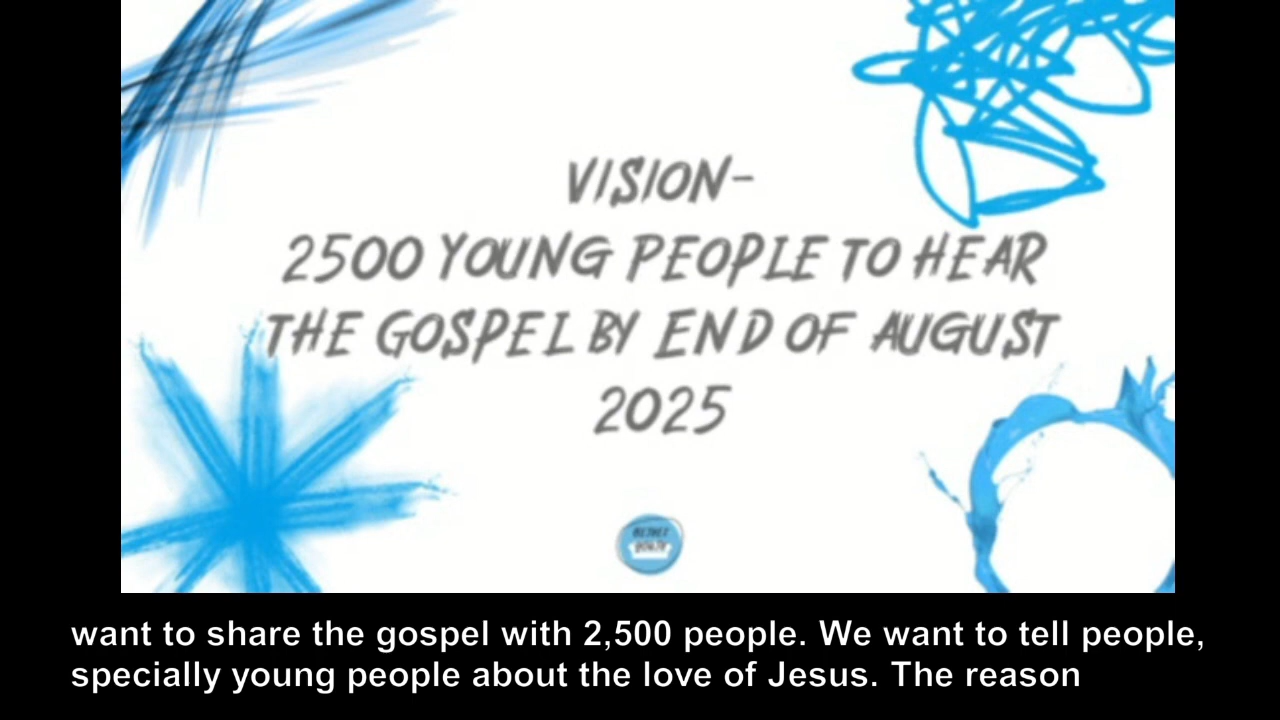 VISION-
2500 YOUNG PEOPLE TO HEAR
THE GOSPEL BY END OF AUGUST
2025
want to share the gospel with 2,500 people. We want to tell people,
specially young people about the love of Jesus. The reason